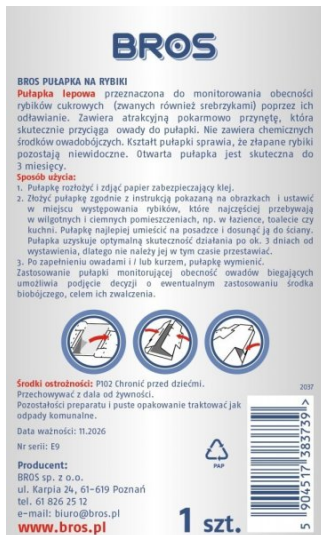 BROS
BROS PUŁAPKA NA RYBIKI
Pułapka lepowa przeznaczona do monitorowania obecności
rybików cukrowych (zwanych również srebrzykami) poprzez ich
odławianie. Zawiera atrakcyjną pokarmowo przynętę, która
skutecznie przyciąga owady do pułapki. Nie zawiera chemicznych
środków owadobójczych. Kształt pułapki sprawia, że złapane rybiki
pozostają niewidoczne. Otwarta pułapka jest skuteczna do
3 miesięcy.
Sposób użycia:
1. Pułapkę rozłożyć i zdjąć papier zabezpieczający klej.
2. Złożyć pułapkę zgodnie z instrukcją pokazaną na obrazkach i ustawić
w miejscu występowania rybików, które najczęściej przebywają
w wilgotnych i ciemnych pomieszczeniach, np. w łazience, toalecie czy
kuchni. Pułapkę najlepiej umieścić na posadzce i dosunąć ją do ściany.
Pułapka uzyskuje optymalną skuteczność działania po ok. 3 dniach od
wystawienia, dlatego nie należy jej w tym czasie przestawiać.
3. Po zapełnieniu owadami i / lub kurzem, pułapkę wymienić.
Zastosowanie pułapki monitorującej obecność owadów biegających
umożliwia podjęcie decyzji o ewentualnym zastosowaniu środka
biobójczego, celem ich zwalczenia.
Środki ostrożności: P102 Chronić przed dziećmi.
Przechowywać z dala od żywności.
Pozostałości preparatu i puste opakowanie traktować jak
odpady komunalne.
2037
Data ważności: 11.2026
Nr serii: E9
PAP
Producent:
BROS sp. z o.o.
ul. Karpia 24, 61-619 Poznań
tel. 61 826 25 12
e-mail: biuro@bros.pl
www.bros.pl
1 szt.
5 904517 383739 >